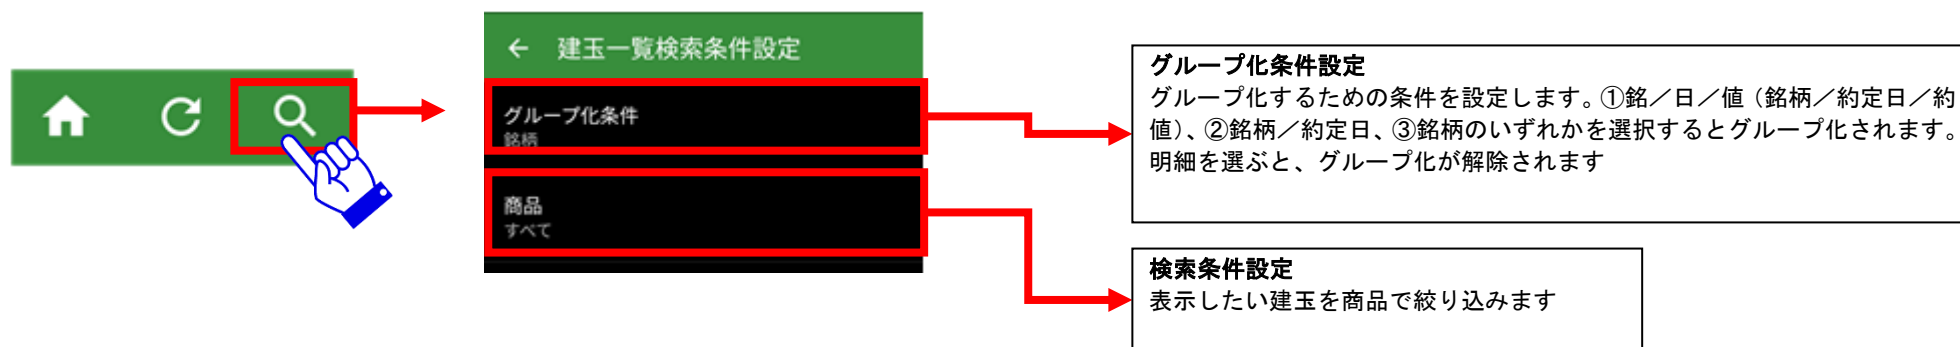 ← 建玉一覧検索条件設定
グループ化条件
銘柄
商品
すべて
グループ化条件設定
グループ化するための条件を設定します。①銘／日／値（銘柄／約定日／約
値）、②銘柄／約定日、③銘柄のいずれかを選択するとグループ化されます。
明細を選ぶと、グループ化が解除されます
検索条件設定
表示したい建玉を商品で絞り込みます